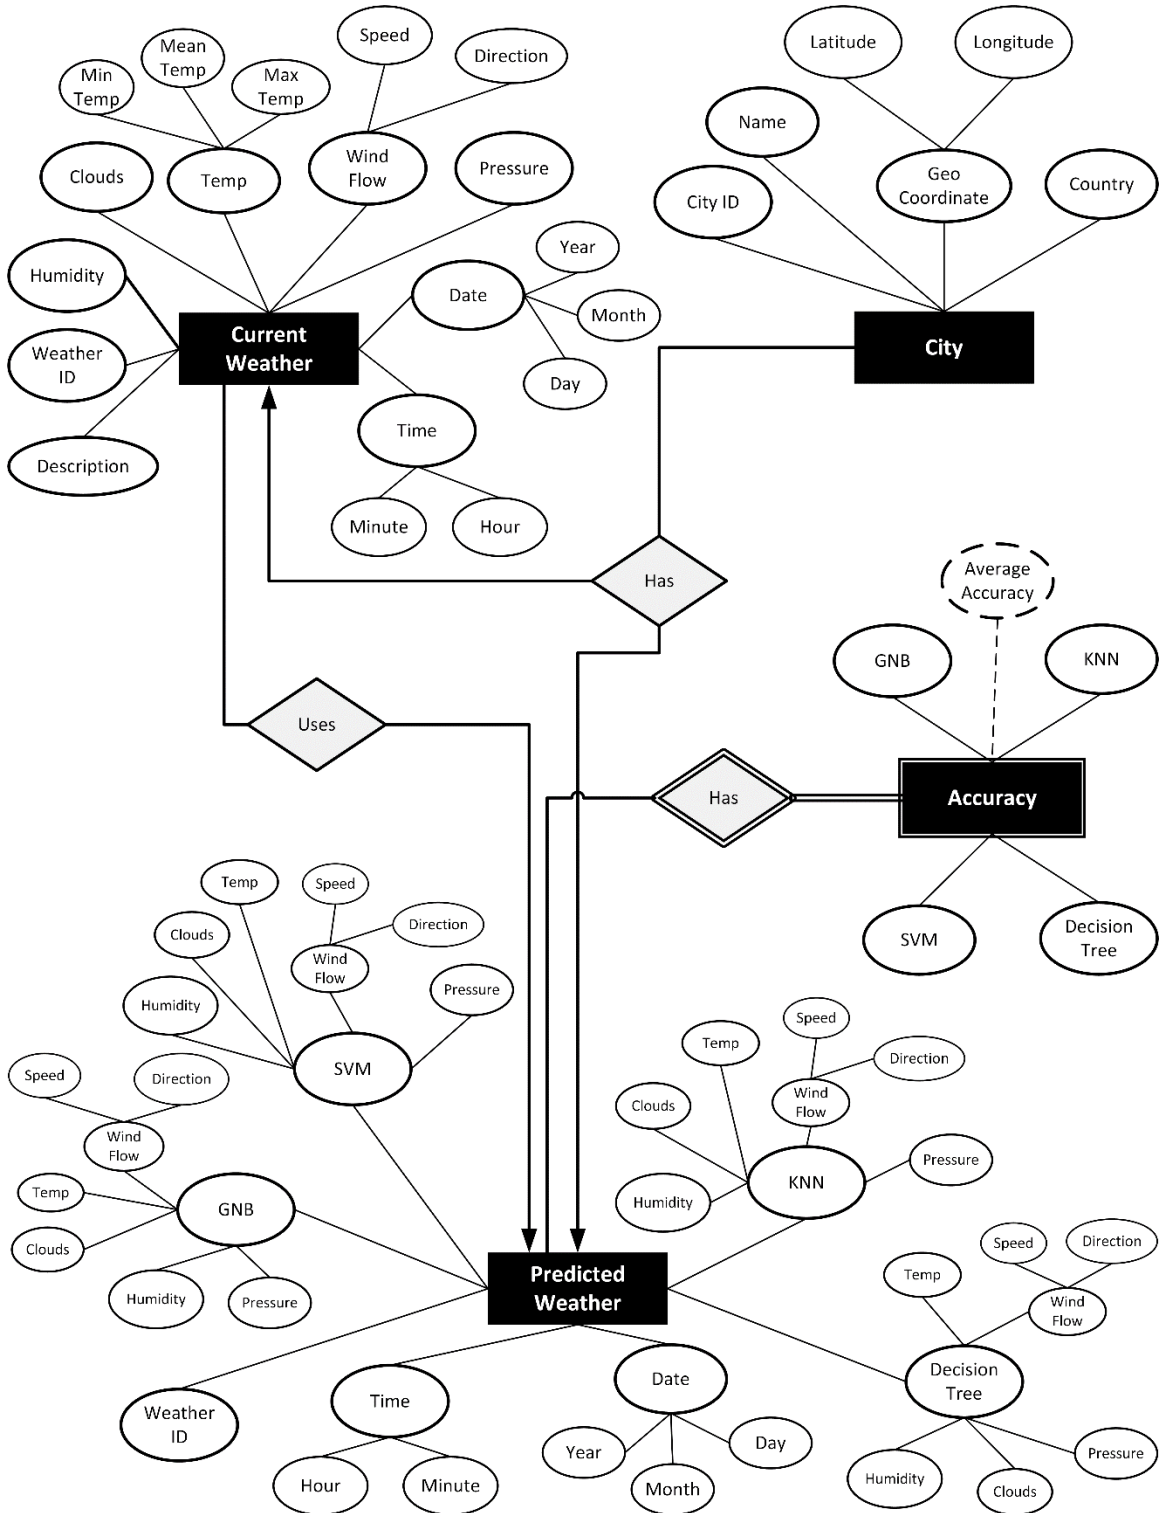 Speed
Latitude
Longitude
Mean
Temp
Direction
Min
Temp
Max
Temp
Name
Wind
Flow
Pressure
Clouds
Temp
Geo
Coordinate
Country
City ID
Year
Humidity
Date
Month
Current
Weather
City
Weather
ID
Day
Time
Description
Minute
Hour
Average
Accuracy
Has
GNB
KNN
Uses
Has
Accuracy
Temp
Speed
Direction
Clouds
SVM
Decision
Tree
Wind
Flow
Pressure
Humidity
Speed
Temp
Direction
SVM
Speed
Direction
Clouds
Wind
Flow
Wind
Flow
Pressure
KNN
Temp
Humidity
GNB
Clouds
Speed
Direction
Predicted
Weather
Temp
Humidity
Pressure
Wind
Flow
Decision
Tree
Date
Time
Weather
ID
Year
Day
Pressure
Hour
Minute
Month
Humidity
Clouds